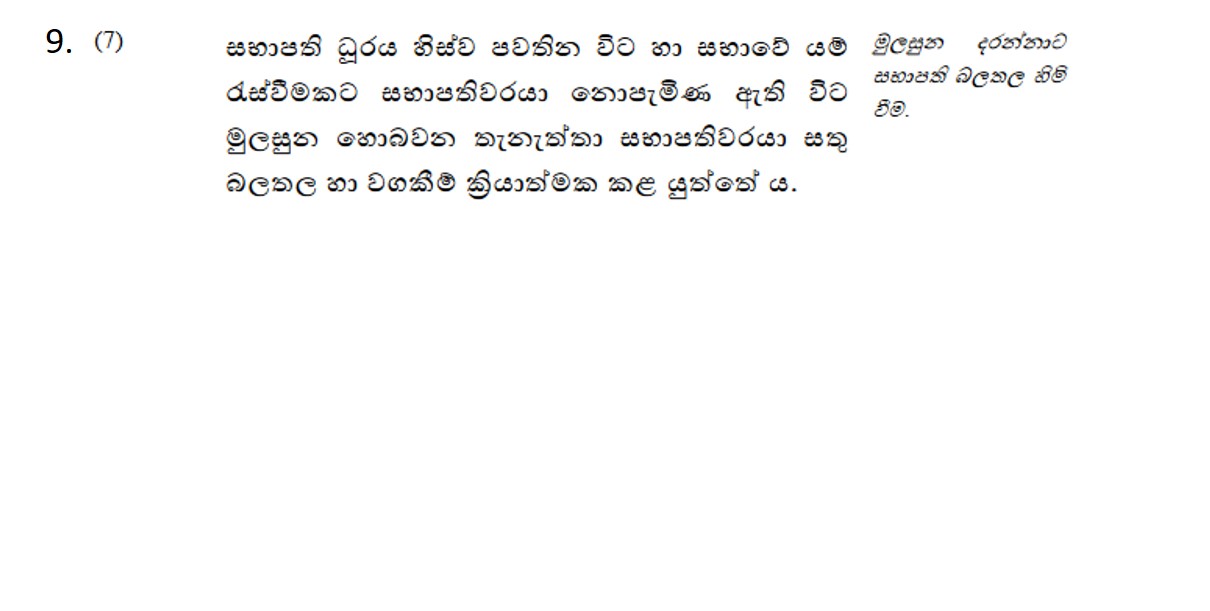 9. (7)
සභාපති ධූරය හිස්ව පවතින විට හා සභාවේ යම්
රැස්වීමකට සභාපතිවරයා නොපැමිණ ඇති විට
මුලසුන හොබවන තැනැත්තා සභාපතිවරයා සතු
බලතල හා වගකීම් ක්‍රියාත්මක කළ යුත්තේ ය.
මුලසුන දරන්නාට
සභාපති බලතල හිමි
වීම.